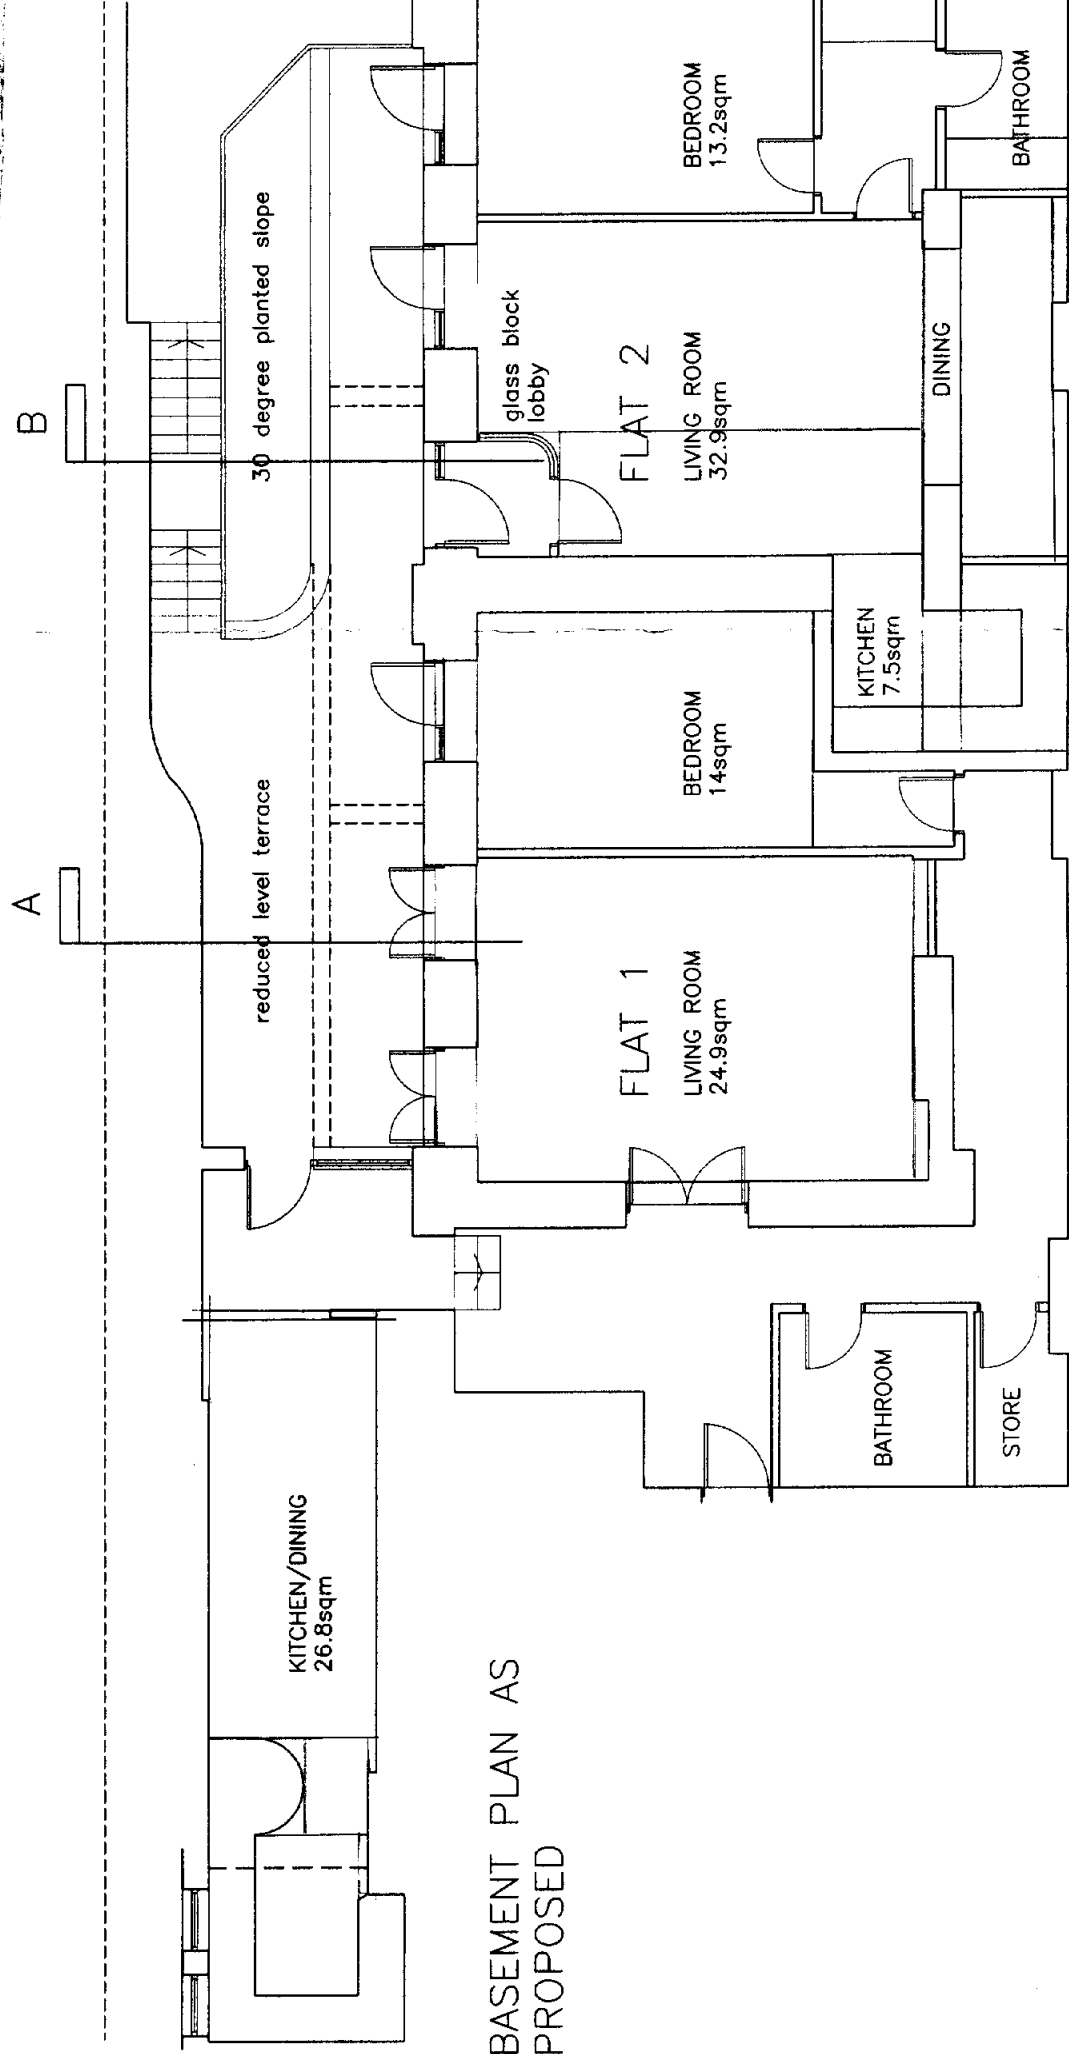 A
B
reduced level terrace
30 degree planted slope
KITCHEN/DINING
26.8sqm
glass block
lobby
BASEMENT PLAN AS
PROPOSED
FLAT 1
LIVING ROOM
24.9sqm
BEDROOM
14sqm
FLAT 2
LIVING ROOM
32.9sqm
BEDROOM
13.2sqm
BATHROOM
STORE
KITCHEN
7.5sqm
DINING
BATHROOM